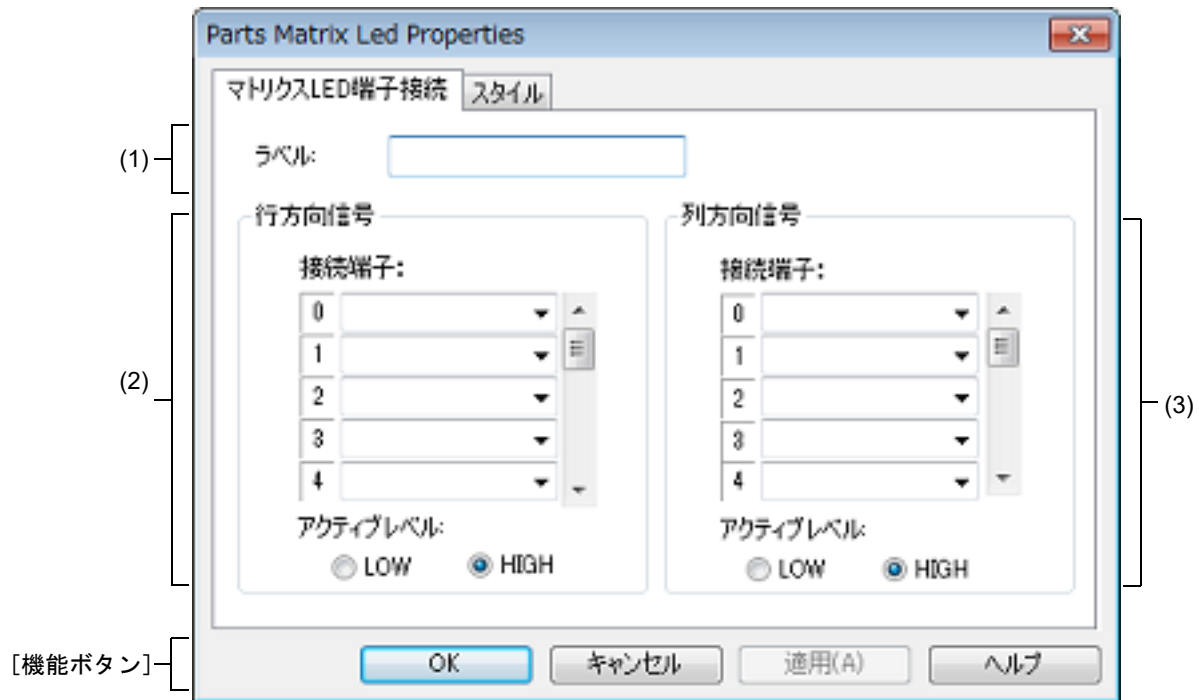 Parts Matrix Led Properties
マトリクスLED端子接続 スタイル
(1)
ラベル:
(2)
行方向信号
接続端子:
0
1
2
3
4
アクティブレベル:
LOW HIGH
列方向信号
接続端子:
0
1
2
3
4
アクティブレベル:
LOW HIGH
(3)
[機能ボタン]
OK キャンセル 適用(A) ヘルプ